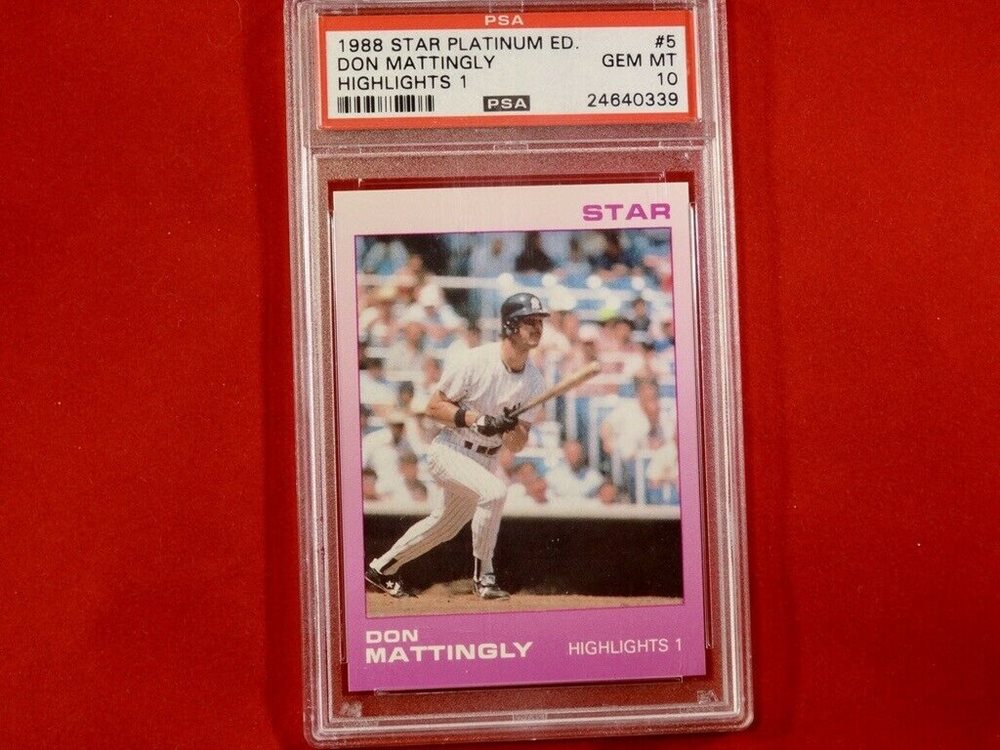 PSA
1988 STAR PLATINUM ED. #5
DON MATTINGLY GEM MT
HIGHLIGHTS 1 10
PSA 24640339
STAR
DON
MATTINGLY HIGHLIGHTS 1